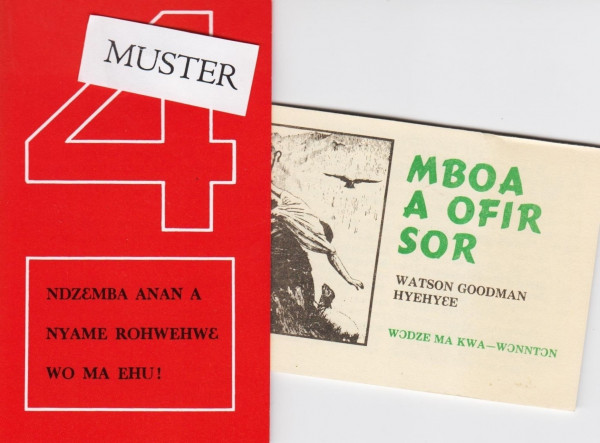 4
MUSTER
NDZƐMBA ANAN A
NYAME ROHWEHWƐ
WO MA EHU!
MBOA
A OFIR
SOR
WATSON GOODMAN
HYEHYƐE
WƆDZE MA KWA—WƆNNTƆN